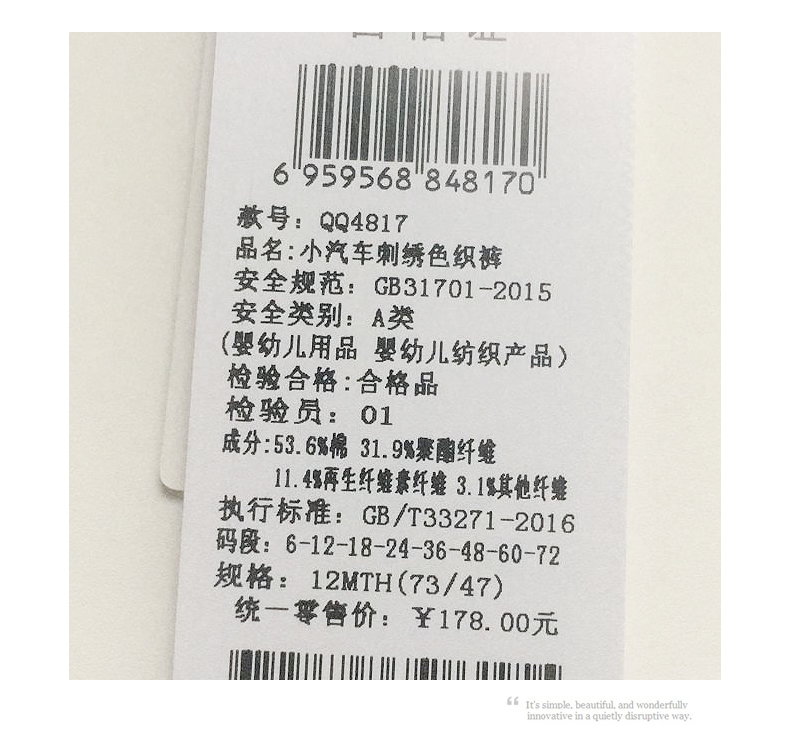 合格证
6 959568 848170
款号：QQ4817
品名:小汽车刺绣色织裤
安全规范：GB31701-2015
安全类别：A类
(婴幼儿用品 婴幼儿纺织产品)
检验合格:合格品
检验员：01
成分:53.6%棉 31.9%聚酯纤维
11.4%再生纤维素纤维 3.1%其他纤维
执行标准：GB/T33271-2016
码段：6-12-18-24-36-48-60-72
规格：12MTH(73/47)
统一零售价：¥178.00元
“ It's simple, beautiful, and wonderfully
innovative in a quietly disruptive way.